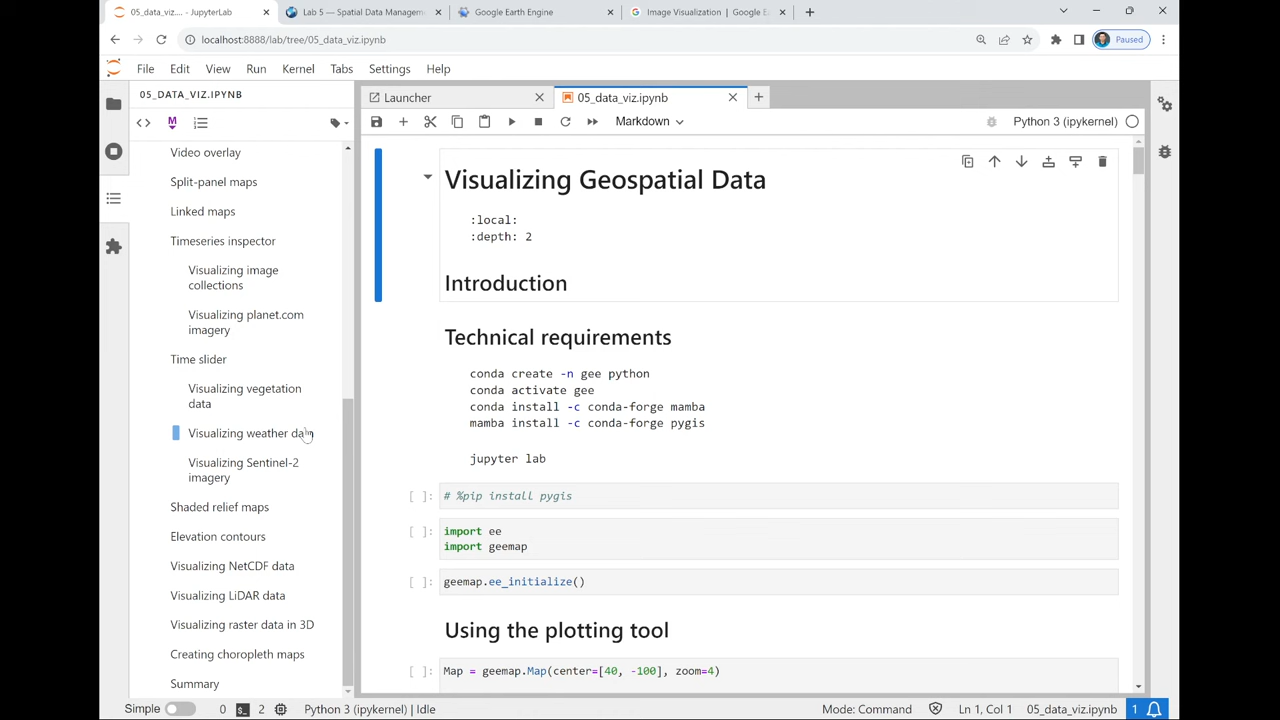 05_data_viz.... - JupyterLab
Lab 5 — Spatial Data Managem
Google Earth Engine
Image Visualization | Google E
localhost:8888/lab/tree/05_data_viz.ipynb
Paused
File Edit View Run Kernel Tabs Settings Help
05_DATA_VIZ.IPYNB
Launcher
05_data_viz.ipynb
Markdown
Python 3 (ipykernel)
Video overlay
Split-panel maps
Linked maps
Timeseries inspector
Visualizing image
collections
Visualizing planet.com
imagery
Time slider
Visualizing vegetation
data
Visualizing weather data
Visualizing Sentinel-2
imagery
Shaded relief maps
Elevation contours
Visualizing NetCDF data
Visualizing LiDAR data
Visualizing raster data in 3D
Creating choropleth maps
Summary
Visualizing Geospatial Data
:local:
:depth: 2
Introduction
Technical requirements
conda create -n gee python
conda activate gee
conda install -c conda-forge mamba
mamba install -c conda-forge pygis
jupyter lab
[ ]: # %pip install pygis
[ ]: import ee
import geemap
[ ]: geemap.ee_initialize()
Using the plotting tool
[ ]: Map = geemap.Map(center=[40, -100], zoom=4)
Simple 0 2 Python 3 (ipykernel) | Idle Mode: Command Ln 1, Col 1 05_data_viz.ipynb 1